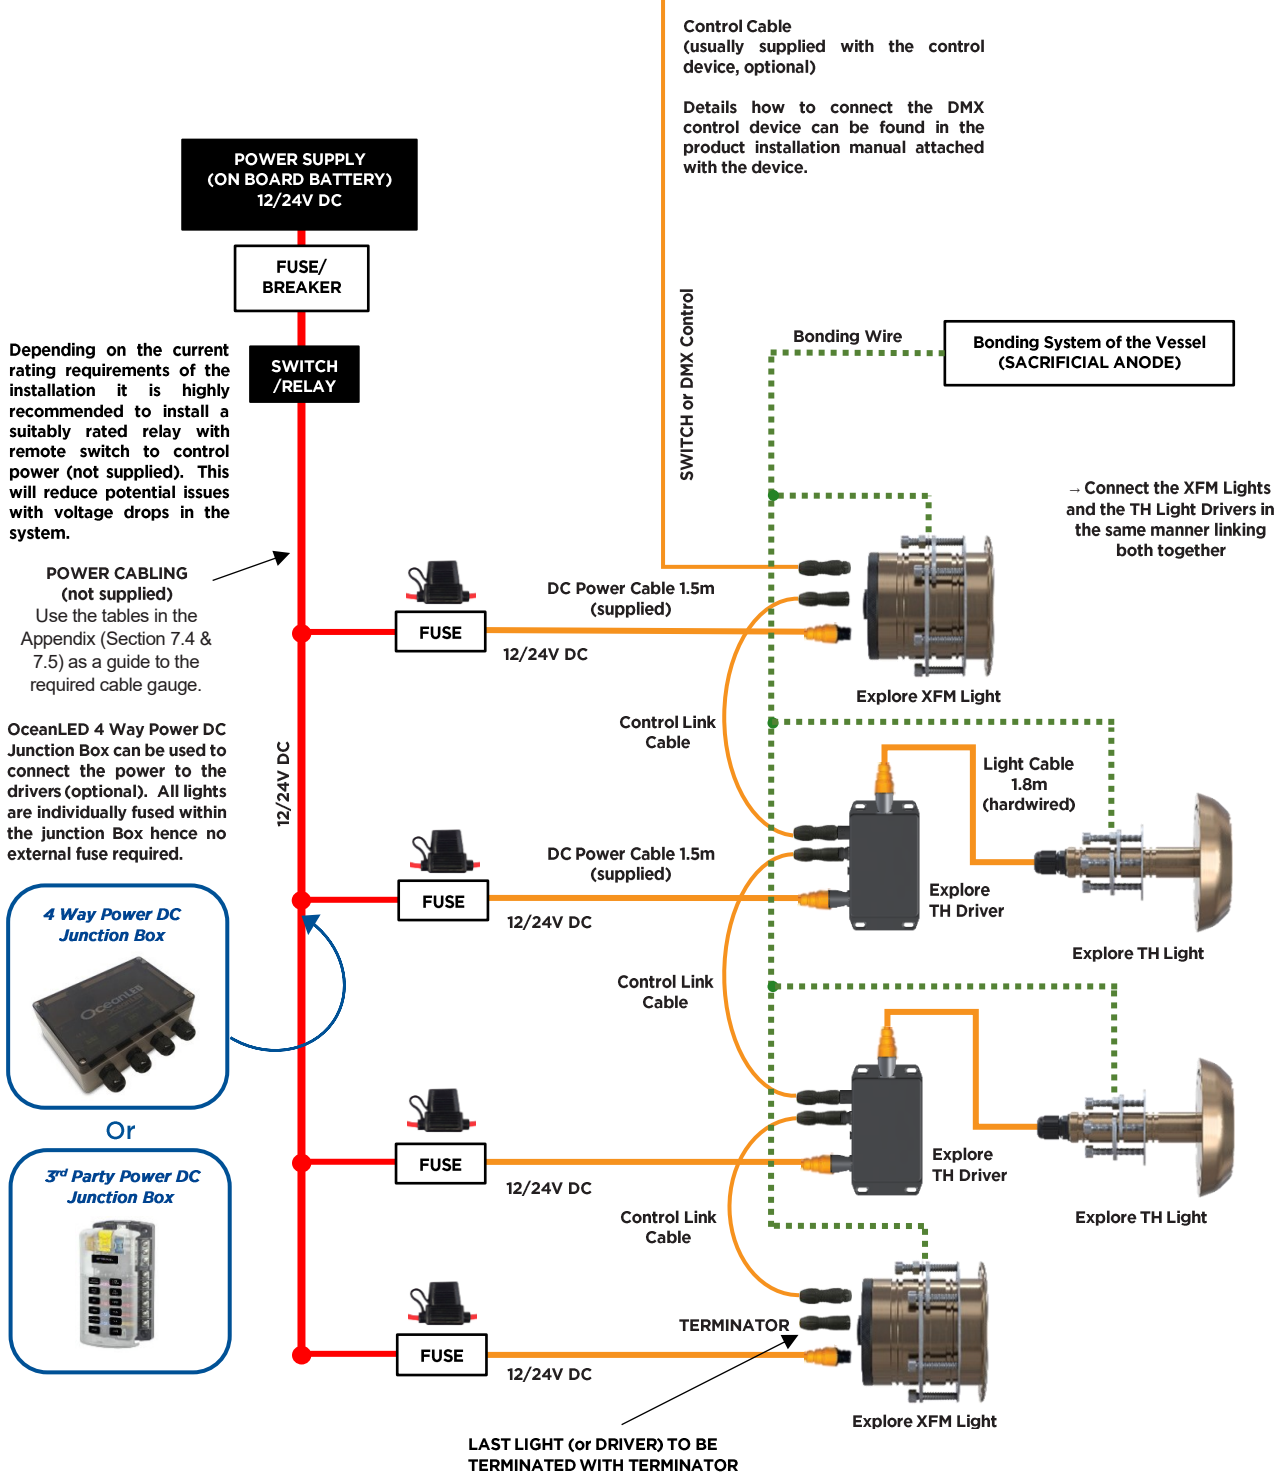 Control Cable
(usually supplied with the control
device, optional)
Details how to connect the DMX
control device can be found in the
product installation manual attached
with the device.
POWER SUPPLY
(ON BOARD BATTERY)
12/24V DC
FUSE/
BREAKER
SWITCH
/RELAY
Depending on the current
rating requirements of the
installation it is highly
recommended to install a
suitably rated relay with
remote switch to control
power (not supplied). This
will reduce potential issues
with voltage drops in the
system.
SWITCH or DMX Control
Bonding Wire
Bonding System of the Vessel
(SACRIFICIAL ANODE)
→ Connect the XFM Lights
and the TH Light Drivers in
the same manner linking
both together
POWER CABLING
(not supplied)
Use the tables in the
Appendix (Section 7.4 &
7.5) as a guide to the
required cable gauge.
FUSE
DC Power Cable 1.5m
(supplied)
12/24V DC
Explore XFM Light
Control Link
Cable
OceanLED 4 Way Power DC
Junction Box can be used to
connect the power to the
drivers (optional). All lights
are individually fused within
the junction Box hence no
external fuse required.
12/24V DC
Light Cable
1.8m
(hardwired)
FUSE
DC Power Cable 1.5m
(supplied)
12/24V DC
Explore
TH Driver
Explore TH Light
4 Way Power DC
Junction Box
OceanLED
Control Link
Cable
Or
3rd Party Power DC
Junction Box
FUSE
12/24V DC
Explore
TH Driver
Explore TH Light
Control Link
Cable
TERMINATOR
FUSE
12/24V DC
Explore XFM Light
LAST LIGHT (or DRIVER) TO BE
TERMINATED WITH TERMINATOR